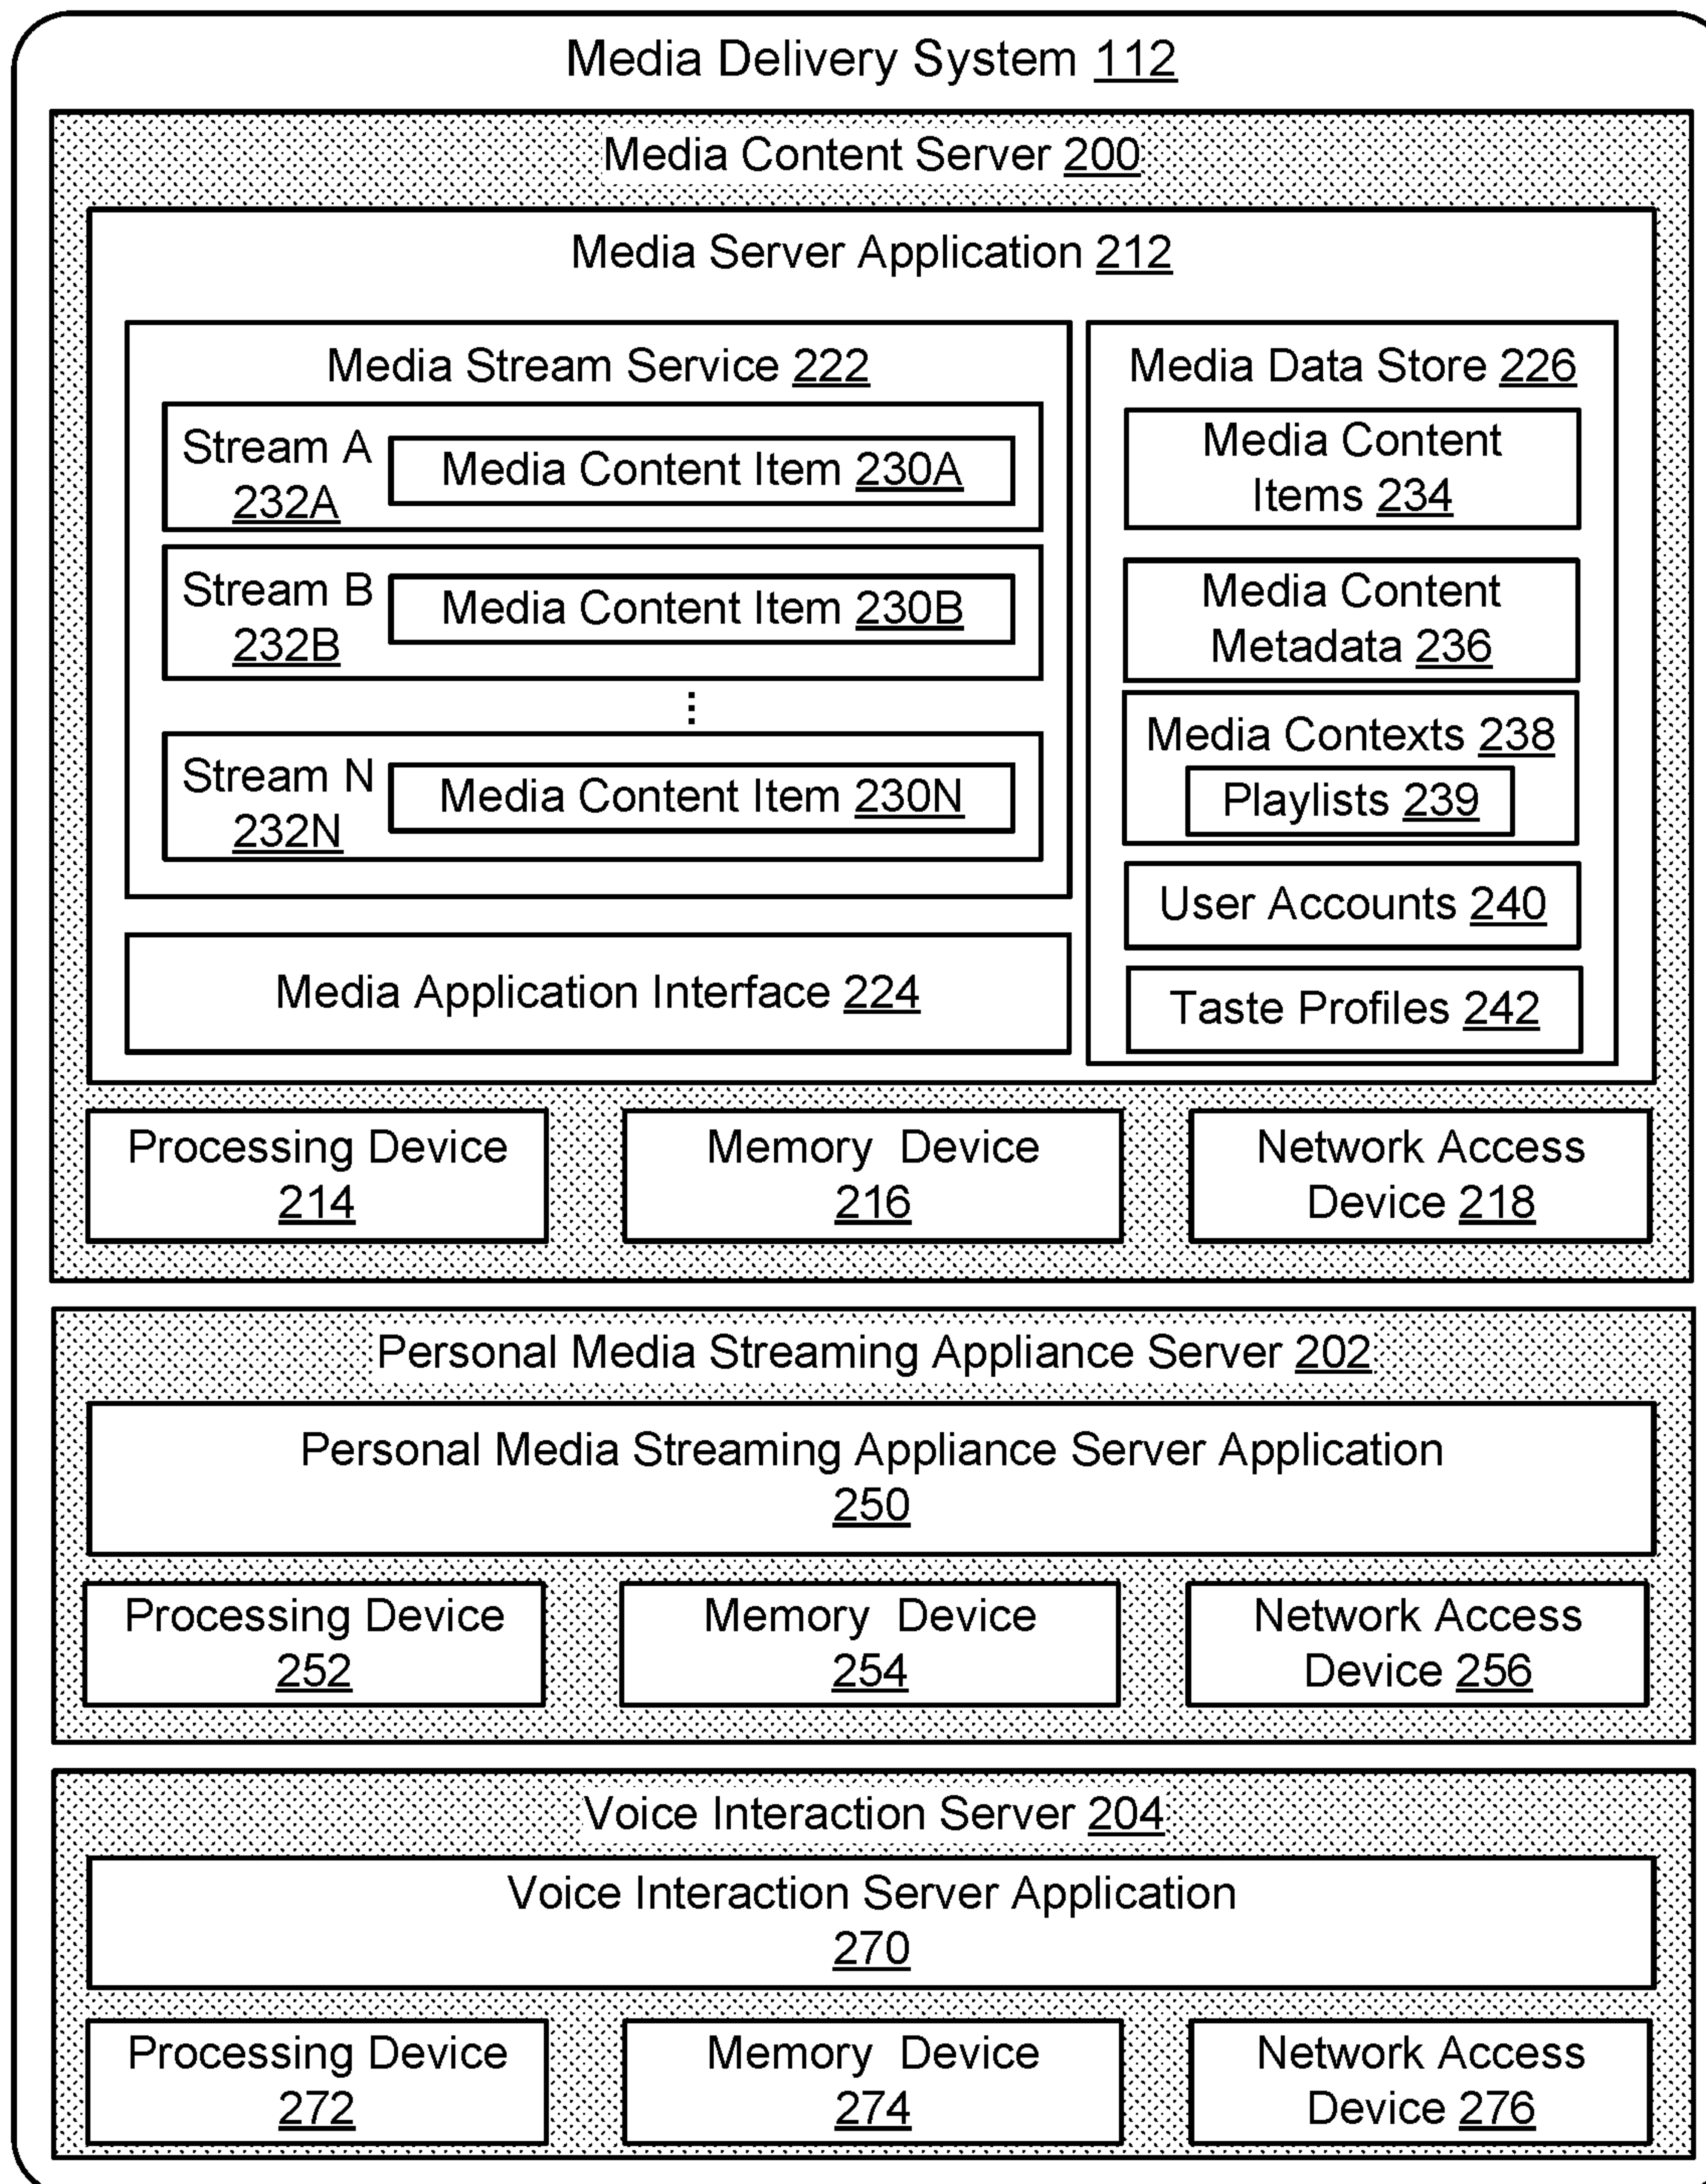 Media Delivery System 112
Media Content Server 200
Media Server Application 212
Media Stream Service 222
Stream A
232A
Media Content Item 230A
Stream B
232B
Media Content Item 230B
⋮
Stream N
232N
Media Content Item 230N
Media Application Interface 224
Media Data Store 226
Media Content
Items 234
Media Content
Metadata 236
Media Contexts 238
Playlists 239
User Accounts 240
Taste Profiles 242
Processing Device
214
Memory Device
216
Network Access
Device 218
Personal Media Streaming Appliance Server 202
Personal Media Streaming Appliance Server Application
250
Processing Device
252
Memory Device
254
Network Access
Device 256
Voice Interaction Server 204
Voice Interaction Server Application
270
Processing Device
272
Memory Device
274
Network Access
Device 276